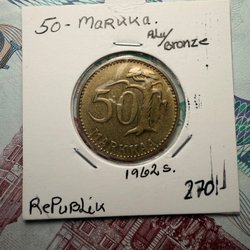 50 - MARKKA.
Alu/
Bronze
50
MARKKAA
1962 S.
270
Republik